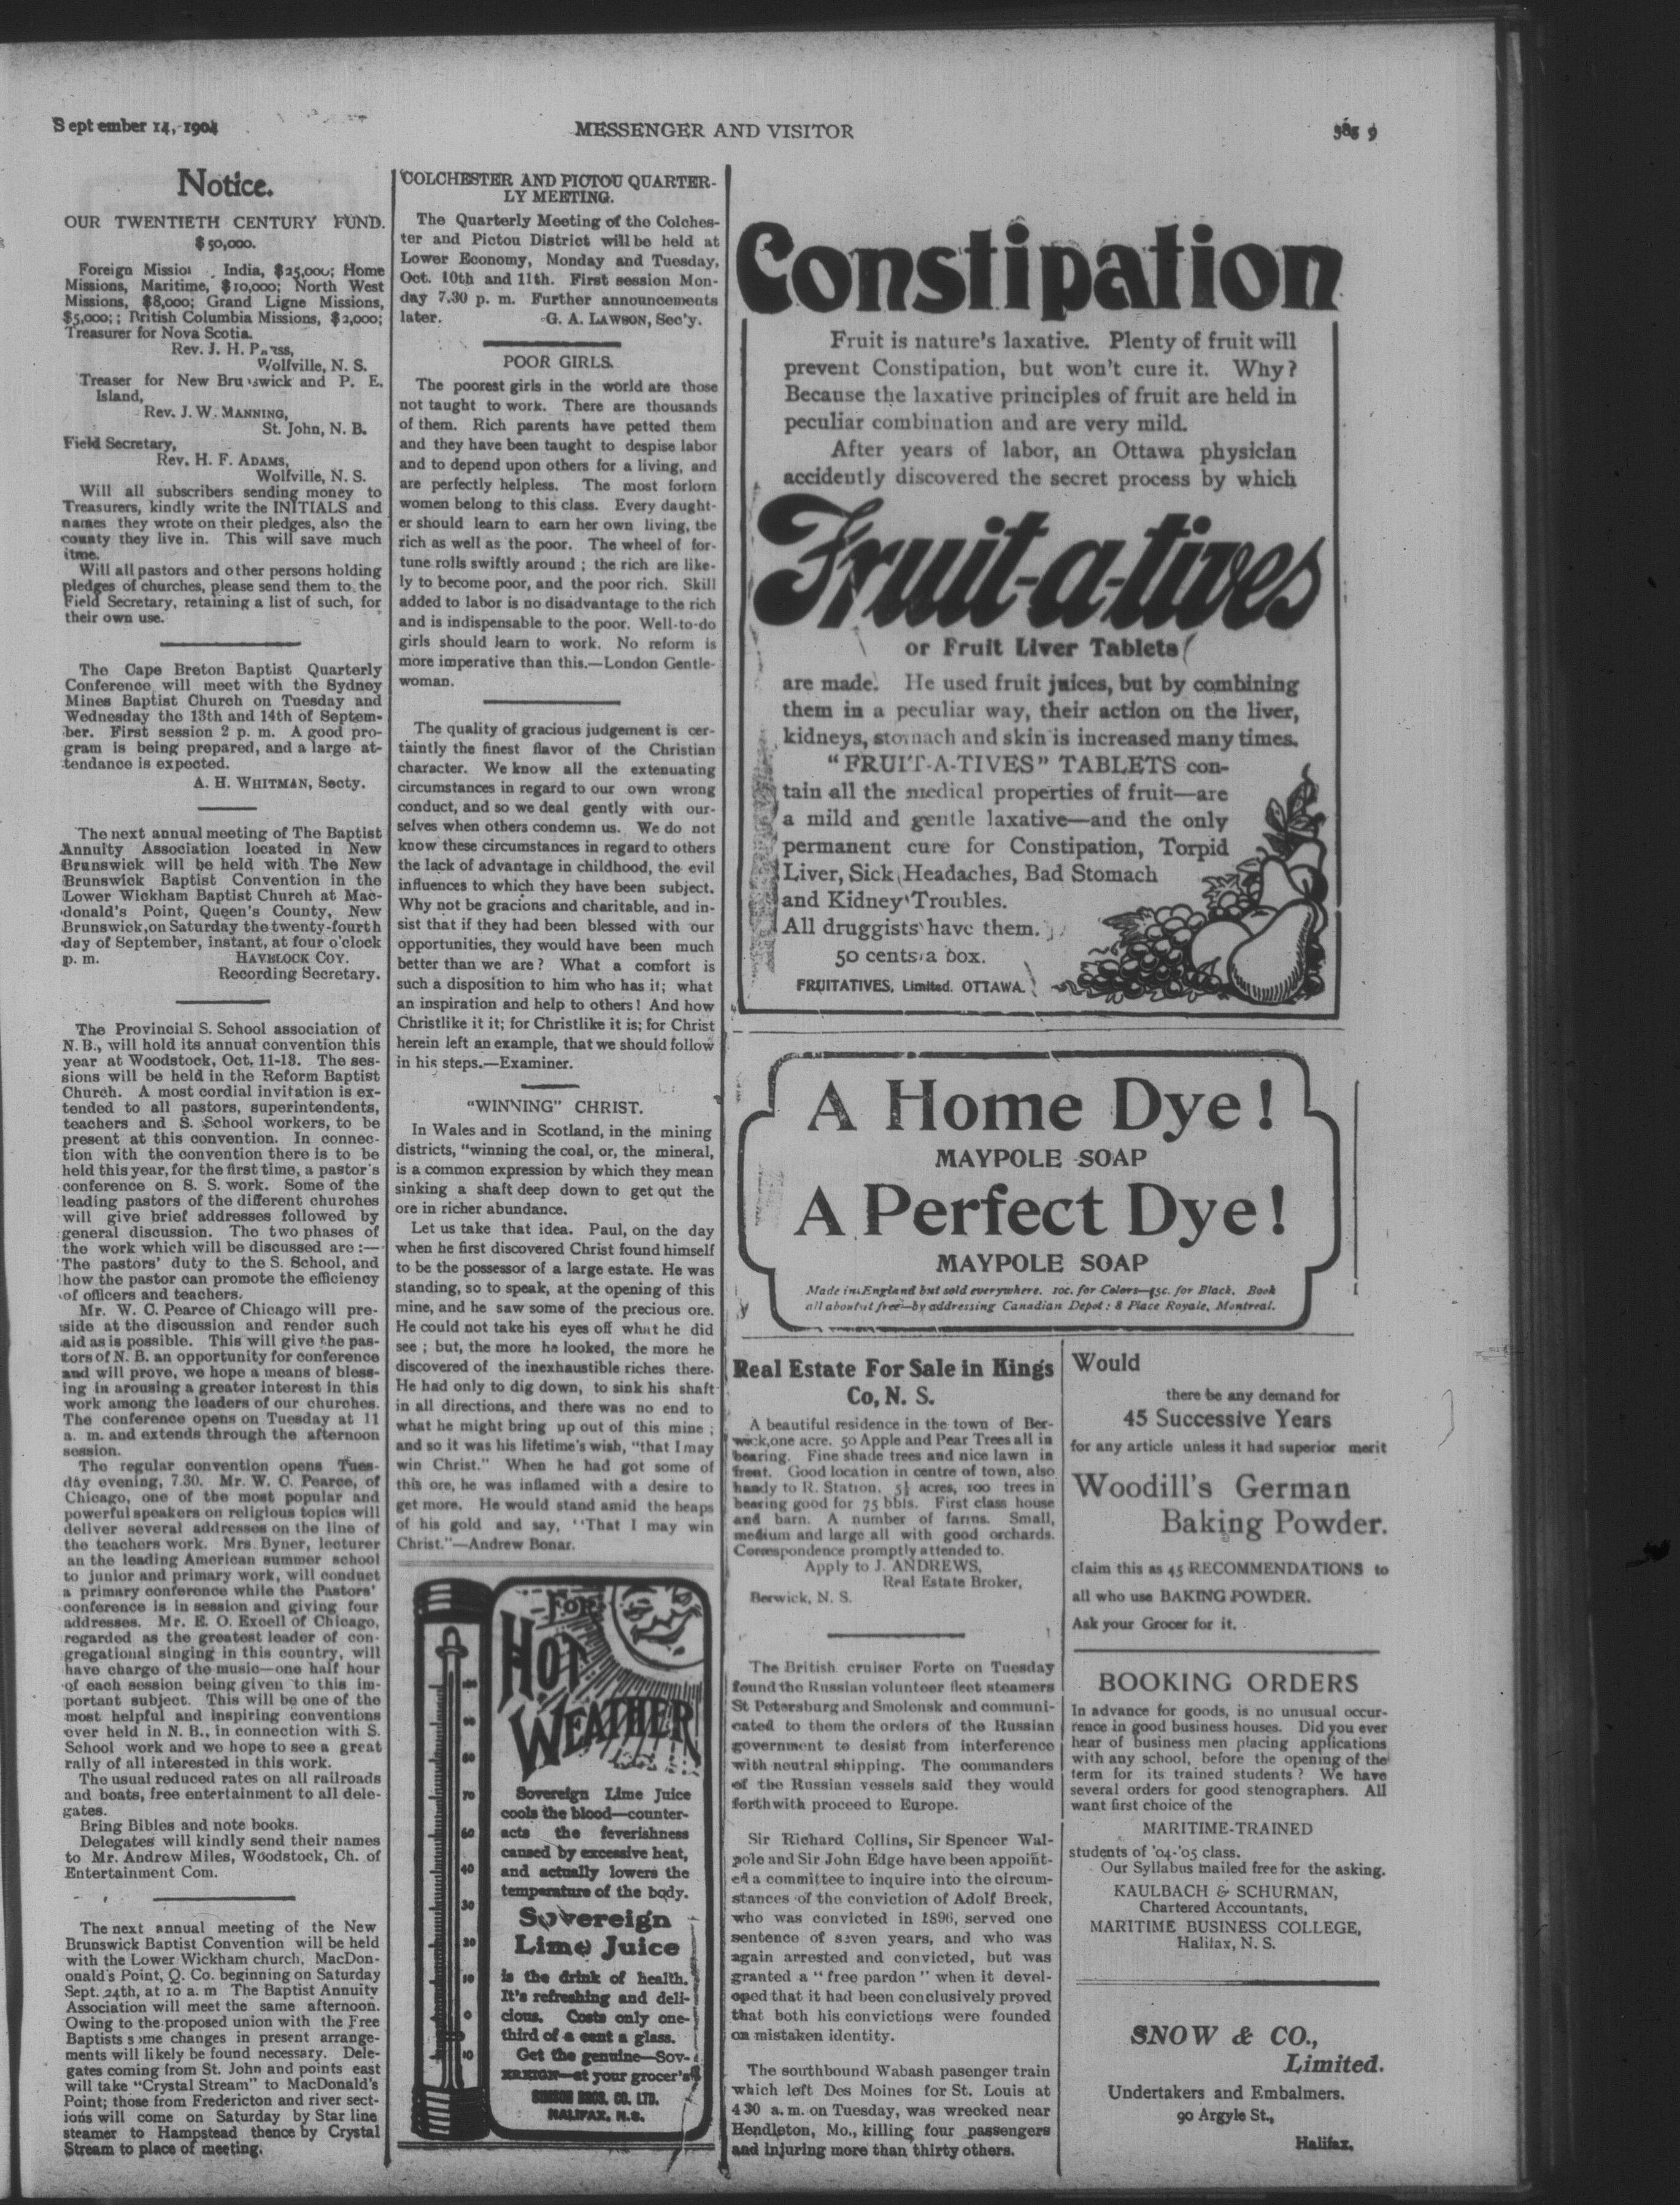 September 14, 1904
MESSENGER AND VISITOR
9
Notice.
OUR TWENTIETH CENTURY FUND.
$50,000.
Foreign India, $25,000; Home
Missions, Maritime, $10,000; North West
Missions, $8,000; Grand Ligne Missions,
$5,000;; British Columbia Missions, $2,000;
Treasurer for Nova Scotia.
Rev. J. H.
Wolfville, N. S.
Treaser for New Brunswick and P. E.
Island,
Rev. J. W. MANNING,
St. John, N. B.
Field Secretary,
Rev. H. F. ADAMS,
Wolfville, N. S.
Will all subscribers sending money to
Treasurers, kindly write the INITIALS and
names they wrote on their pledges, also the
county they live in. This will save much
itme.
Will all pastors and other persons holding
pledges of churches, please send them to the
Field Secretary, retaining a list of such, for
their own use.
The Cape Breton Baptist Quarterly
Conference will meet with the Sydney
Mines Baptist Church on Tuesday and
Wednesday the 13th and 14th of Septem-
ber. First session 2 p. m. A good pro-
gram is being prepared, and a large at-
tendance is expected.
A. H. WHITMAN, Secty.
The next annual meeting of The Baptist
Annuity Association located in New
Brunswick will be held with The New
Brunswick Baptist Convention in the
Lower Wickham Baptist Church at Mac-
donald's Point, Queen's County, New
Brunswick, on Saturday the twenty-fourth
day of September, instant, at four o'clock
p. m. HAVELOCK COY.
Recording Secretary.
The Provincial S. School association of
N. B., will hold its annual convention this
year at Woodstock, Oct. 11-13. The ses-
sions will be held in the Reform Baptist
Church. A most cordial invitation is ex-
tended to all pastors, superintendents,
teachers and S. School workers, to be
present at this convention. In connec-
tion with the convention there is to be
held this year, for the first time, a pastor's
conference on S. S. work. Some of the
leading pastors of the different churches
will give brief addresses followed by
general discussion. The two phases of
the work which will be discussed are :—
The pastors' duty to the S. School, and
how the pastor can promote the efficiency
of officers and teachers.
Mr. W. C. Pearce of Chicago will pre-
side at the discussion and render such
aid as is possible. This will give the pas-
tors of N. B. an opportunity for conference
and will prove, we hope a means of bless-
ing in arousing a greater interest in this
work among the leaders of our churches.
The conference opens on Tuesday at 11
a. m. and extends through the afternoon
session.
The regular convention opens Tues-
day evening, 7.30. Mr. W. C. Pearce, of
Chicago, one of the most popular and
powerful speakers on religious topics will
deliver several addresses on the line of
the teachers work. Mrs. Byner, lecturer
an the leading American summer school
to junior and primary work, will conduct
a primary conference while the Pastors'
conference is in session and giving four
addresses. Mr. E. O. Excell of Chicago,
regarded as the greatest leader of con-
gregational singing in this country, will
have charge of the music—one half hour
of each session being given to this im-
portant subject. This will be one of the
most helpful and inspiring conventions
ever held in N. B., in connection with S.
School work and we hope to see a great
rally of all interested in this work.
The usual reduced rates on all railroads
and boats, free entertainment to all dele-
gates.
Bring Bibles and note books.
Delegates will kindly send their names
to Mr. Andrew Miles, Woodstock, Ch. of
Entertainment Com.
The next annual meeting of the New
Brunswick Baptist Convention will be held
with the Lower Wickham church, MacDon-
onald's Point, Q. Co. beginning on Saturday
Sept. 24th, at 10 a. m The Baptist Annuity
Association will meet the same afternoon.
Owing to the proposed union with the Free
Baptists some changes in present arrange-
ments will likely be found necessary. Dele-
gates coming from St. John and points east
will take "Crystal Stream" to MacDonald's
Point; those from Fredericton and river sect-
ions will come on Saturday by Star line
steamer to Hampstead thence by Crystal
Stream to place of meeting.
COLCHESTER AND PICTOU QUARTER-
LY MEETING.
The Quarterly Meeting of the Colches-
ter and Pictou District will be held at
Lower Economy, Monday and Tuesday,
Oct. 10th and 11th. First session Mon-
day 7.30 p. m. Further announcements
later. G. A. LAWSON, Sec'y.
POOR GIRLS.
The poorest girls in the world are those
not taught to work. There are thousands
of them. Rich parents have petted them
and they have been taught to despise labor
and to depend upon others for a living, and
are perfectly helpless. The most forlorn
women belong to this class. Every daught-
er should learn to earn her own living, the
rich as well as the poor. The wheel of for-
tune rolls swiftly around ; the rich are like-
ly to become poor, and the poor rich. Skill
added to labor is no disadvantage to the rich
and is indispensable to the poor. Well-to-do
girls should learn to work. No reform is
more imperative than this.—London Gentle-
woman.
The quality of gracious judgement is cer-
taintly the finest flavor of the Christian
character. We know all the extenuating
circumstances in regard to our own wrong
conduct, and so we deal gently with our-
selves when others condemn us. We do not
know these circumstances in regard to others
the lack of advantage in childhood, the evil
influences to which they have been subject.
Why not be gracions and charitable, and in-
sist that if they had been blessed with our
opportunities, they would have been much
better than we are ? What a comfort is
such a disposition to him who has it; what
an inspiration and help to others! And how
Christlike it it; for Christlike it is; for Christ
herein left an example, that we should follow
in his steps.—Examiner.
"WINNING" CHRIST.
In Wales and in Scotland, in the mining
districts, "winning the coal, or, the mineral,
is a common expression by which they mean
sinking a shaft deep down to get out the
ore in richer abundance.
Let us take that idea. Paul, on the day
when he first discovered Christ found himself
to be the possessor of a large estate. He was
standing, so to speak, at the opening of this
mine, and he saw some of the precious ore.
He could not take his eyes off what he did
see ; but, the more he looked, the more he
discovered of the inexhaustible riches there.
He had only to dig down, to sink his shaft
in all directions, and there was no end to
what he might bring up out of this mine ;
and so it was his lifetime's wish, "that I may
win Christ." When he had got some of
this ore, he was inflamed with a desire to
get more. He would stand amid the heaps
of his gold and say, "That I may win
Christ."—Andrew Bonar.
For
HOT
WEATHER
Sovereign Lime Juice
cools the blood—counter-
acts the feverishness
caused by excessive heat,
and actually lowers the
temperature of the body.
Sovereign
Lime Juice
is the drink of health.
It's refreshing and deli-
cious. Costs only one-
third of a cent a glass.
Get the genuine—Sov-
EREIGN—at your grocer's
SIMSON BROS. CO. LTD.
HALIFAX, N.S.
Constipation
Fruit is nature's laxative. Plenty of fruit will
prevent Constipation, but won't cure it. Why?
Because the laxative principles of fruit are held in
peculiar combination and are very mild.
After years of labor, an Ottawa physician
accidently discovered the secret process by which
Fruit-a-tives
or Fruit Liver Tablets
are made. He used fruit juices, but by combining
them in a peculiar way, their action on the liver,
kidneys, stomach and skin is increased many times.
"FRUIT-A-TIVES" TABLETS con-
tain all the medical properties of fruit—are
a mild and gentle laxative—and the only
permanent cure for Constipation, Torpid
Liver, Sick Headaches, Bad Stomach
and Kidney Troubles.
All druggists have them.
50 cents a box.
FRUITATIVES, Limited. OTTAWA.
A Home Dye!
MAYPOLE SOAP
A Perfect Dye!
MAYPOLE SOAP
Made in England but sold everywhere. 10c. for Colors—15c. for Black. Book
all about it free—by addressing Canadian Depot: 8 Place Royale, Montreal.
Real Estate For Sale in Kings
Co, N. S.
A beautiful residence in the town of Ber-
wick, one acre. 50 Apple and Pear Trees all in
bearing. Fine shade trees and nice lawn in
front. Good location in centre of town, also
handy to R. Station. 5½ acres, 100 trees in
bearing good for 75 bbls. First class house
and barn. A number of farms. Small,
medium and large all with good orchards.
Correspondence promptly attended to.
Apply to J. ANDREWS,
Real Estate Broker,
Berwick, N. S.
The British cruiser Forte on Tuesday
found the Russian volunteer fleet steamers
St Petersburg and Smolensk and communi-
cated to them the orders of the Russian
government to desist from interference
with neutral shipping. The commanders
of the Russian vessels said they would
forthwith proceed to Europe.
Sir Richard Collins, Sir Spencer Wal-
pole and Sir John Edge have been appoint-
ed a committee to inquire into the circum-
stances of the conviction of Adolf Breck,
who was convicted in 1896, served one
sentence of seven years, and who was
again arrested and convicted, but was
granted a "free pardon" when it devel-
oped that it had been conclusively proved
that both his convictions were founded
on mistaken identity.
The southbound Wabash pasenger train
which left Des Moines for St. Louis at
4 30 a. m. on Tuesday, was wrecked near
Hendleton, Mo., killing four passengers
and injuring more than thirty others.
Would
there be any demand for
45 Successive Years
for any article unless it had superior merit
Woodill's German
Baking Powder.
claim this as 45 RECOMMENDATIONS to
all who use BAKING POWDER.
Ask your Grocer for it.
BOOKING ORDERS
In advance for goods, is no unusual occur-
rence in good business houses. Did you ever
hear of business men placing applications
with any school, before the opening of the
term for its trained students? We have
several orders for good stenographers. All
want first choice of the
MARITIME-TRAINED
students of '04-'05 class.
Our Syllabus mailed free for the asking.
KAULBACH & SCHURMAN,
Chartered Accountants,
MARITIME BUSINESS COLLEGE,
Halifax, N. S.
SNOW & CO.,
Limited.
Undertakers and Embalmers.
90 Argyle St.,
Halifax.